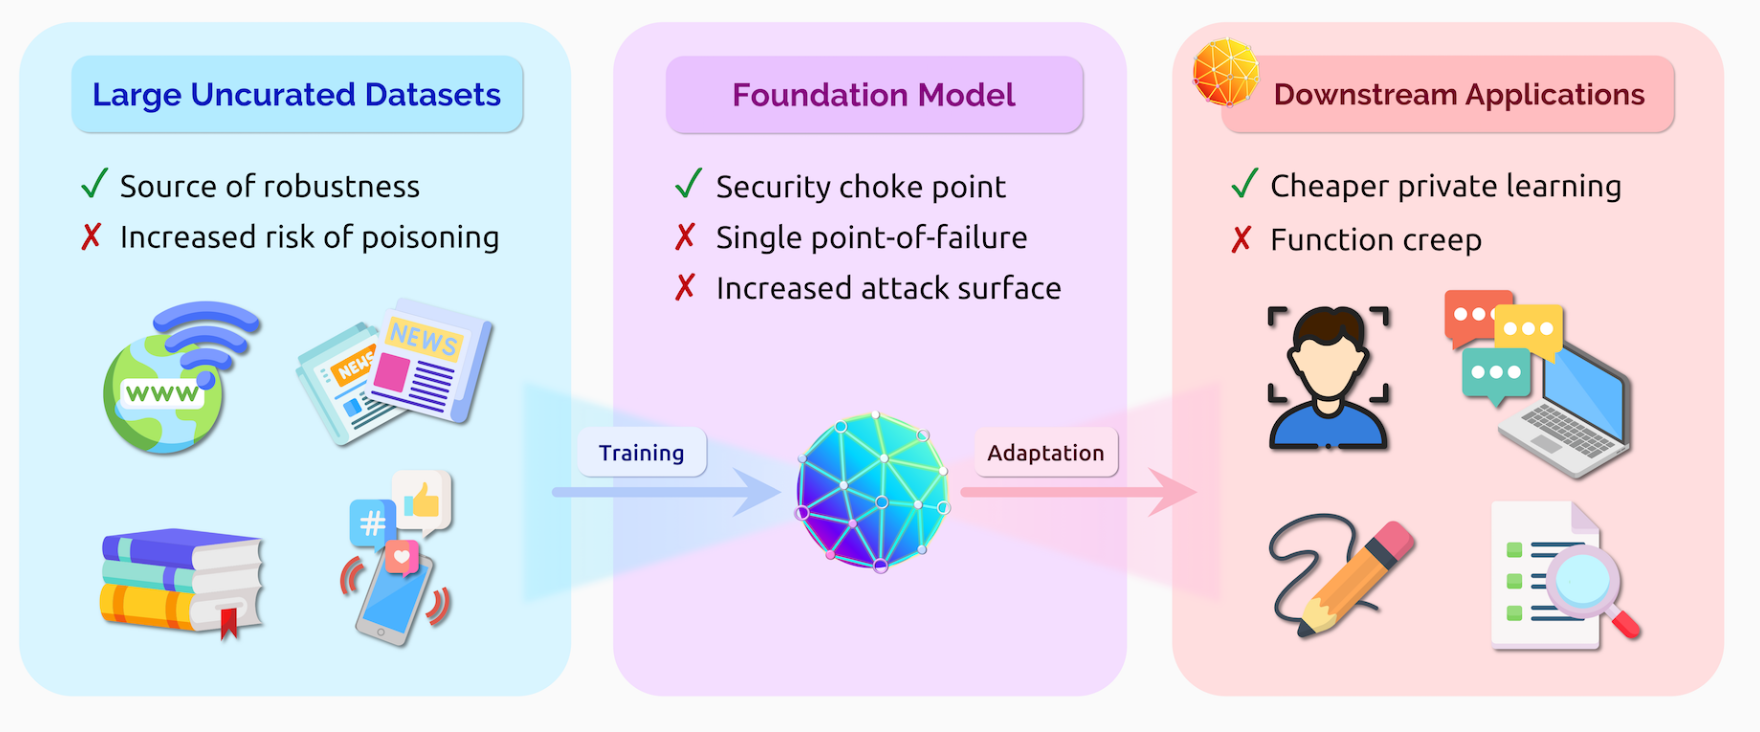 Large Uncurated Datasets
✓ Source of robustness
✗ Increased risk of poisoning
www
NEWS
NEWS
#
Training
Foundation Model
✓ Security choke point
✗ Single point-of-failure
✗ Increased attack surface
Adaptation
Downstream Applications
✓ Cheaper private learning
✗ Function creep